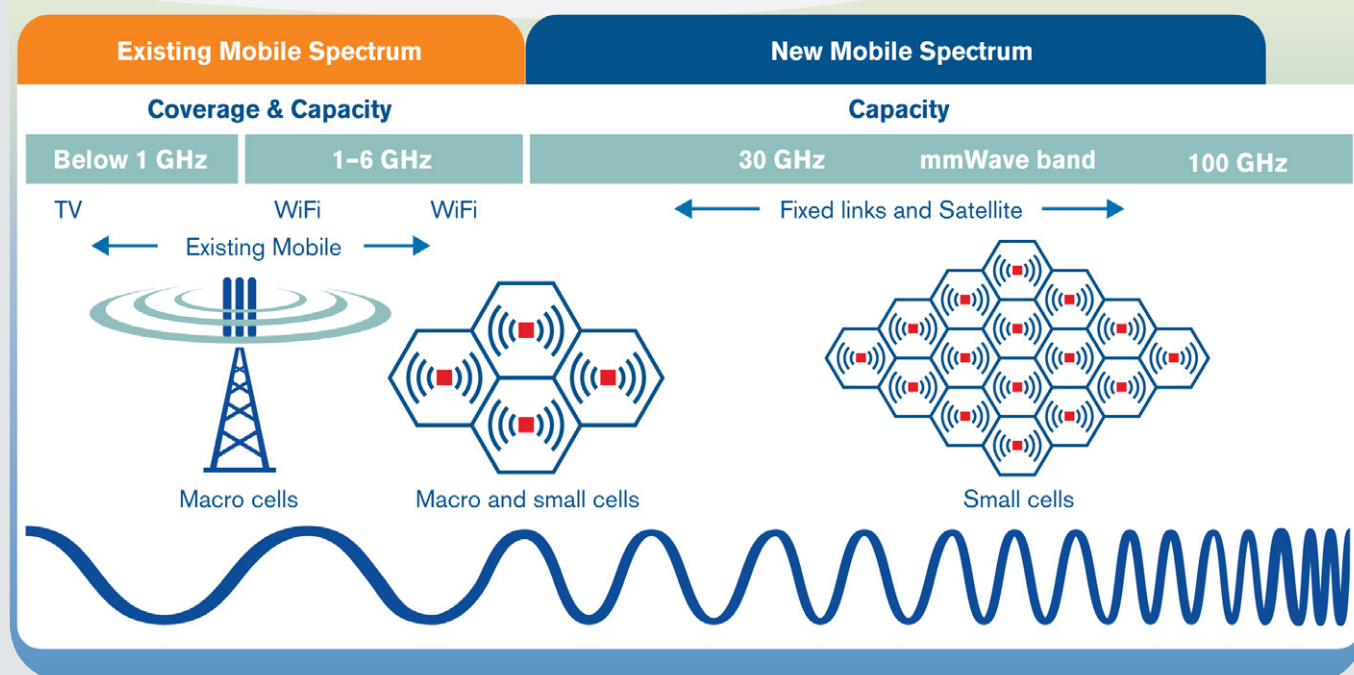 Existing Mobile Spectrum
New Mobile Spectrum
Coverage & Capacity
Capacity
Below 1 GHz
1–6 GHz
30 GHz
mmWave band
100 GHz
TV
WiFi
WiFi
Fixed links and Satellite
Existing Mobile
Macro cells
Macro and small cells
Small cells